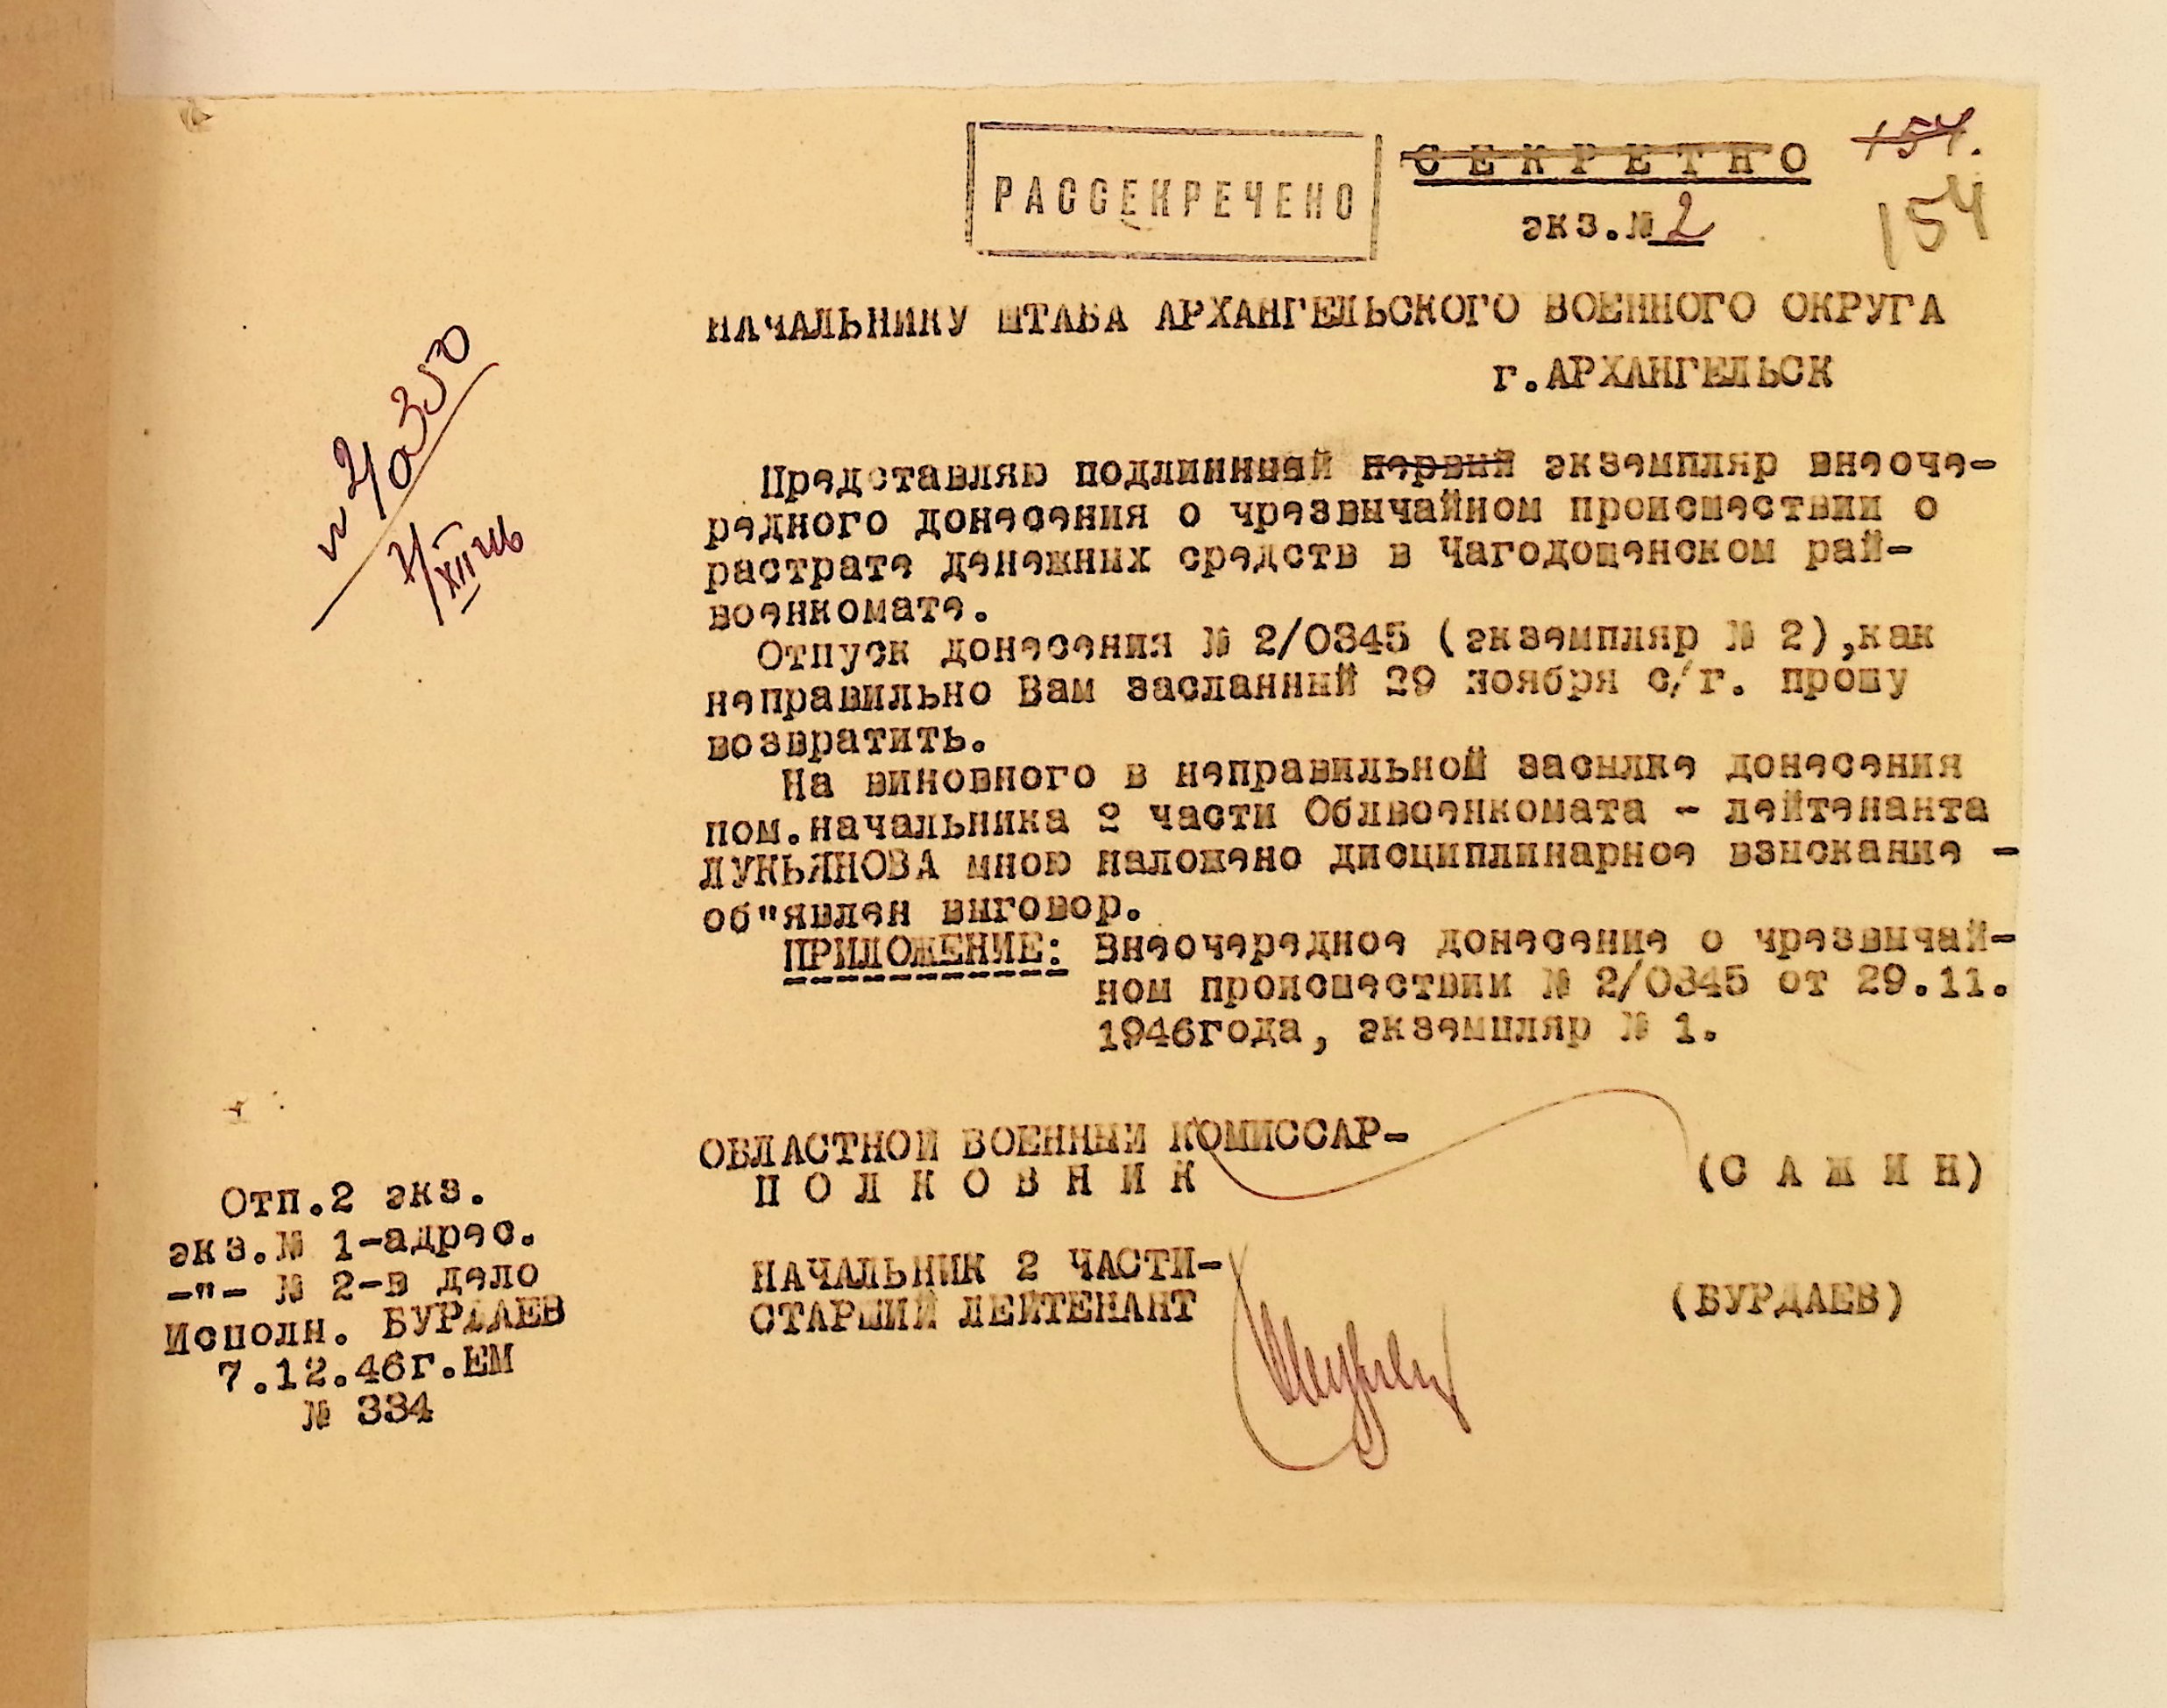 РАССЕКРЕЧЕНО
СЕКРЕТНО
154.
экз.№ 2
154
НАЧАЛЬНИКУ ШТАБА АРХАНГЕЛЬСКОГО ВОЕННОГО ОКРУГА
г.АРХАНГЕЛЬСК
Представляю подлинный первый экземпляр внеоче-
редного донесения о чрезвычайном происшествии о
растрате денежных средств в Чагодощенском рай-
военкомате.
Отпуск донесения № 2/0345 (экземпляр № 2),как
неправильно Вам засланный 29 ноября с/г. прошу
возвратить.
На виновного в неправильной засылке донесения
пом.начальника 2 части Облвоенкомата - лейтенанта
ЛУКЬЯНОВА мною наложено дисциплинарное взыскание -
об"явлен выговор.
ПРИЛОЖЕНИЕ: Внеочередное донесение о чрезвычай-
ном происшествии № 2/0345 от 29.11.
1946года, экземпляр № 1.
ОБЛАСТНОЙ ВОЕННЫЙ КОМИССАР-
ПОЛКОВНИК (САЖИН)
НАЧАЛЬНИК 2 ЧАСТИ-
СТАРШИЙ ЛЕЙТЕНАНТ (БУРДАЕВ)
Отп.2 экз.
экз.№ 1-адрес.
-"- № 2-в дело
Исполн. БУРДАЕВ
7.12.46г.ЕМ
№ 334